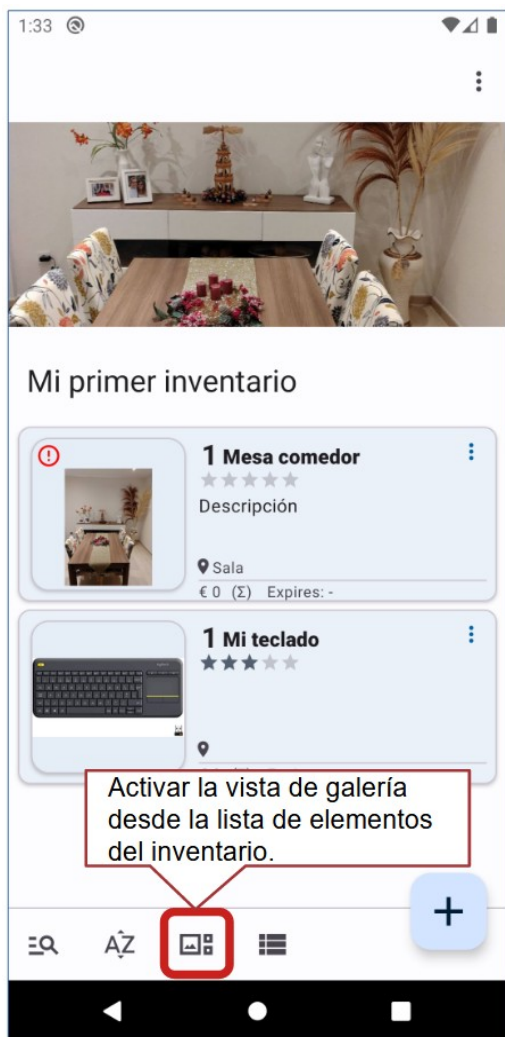 1:33
Mi primer inventario
1 Mesa comedor
Descripción
Sala
€ 0 (Σ) Expires: -
1 Mi teclado
Activar la vista de galería
desde la lista de elementos
del inventario.
AZ
+